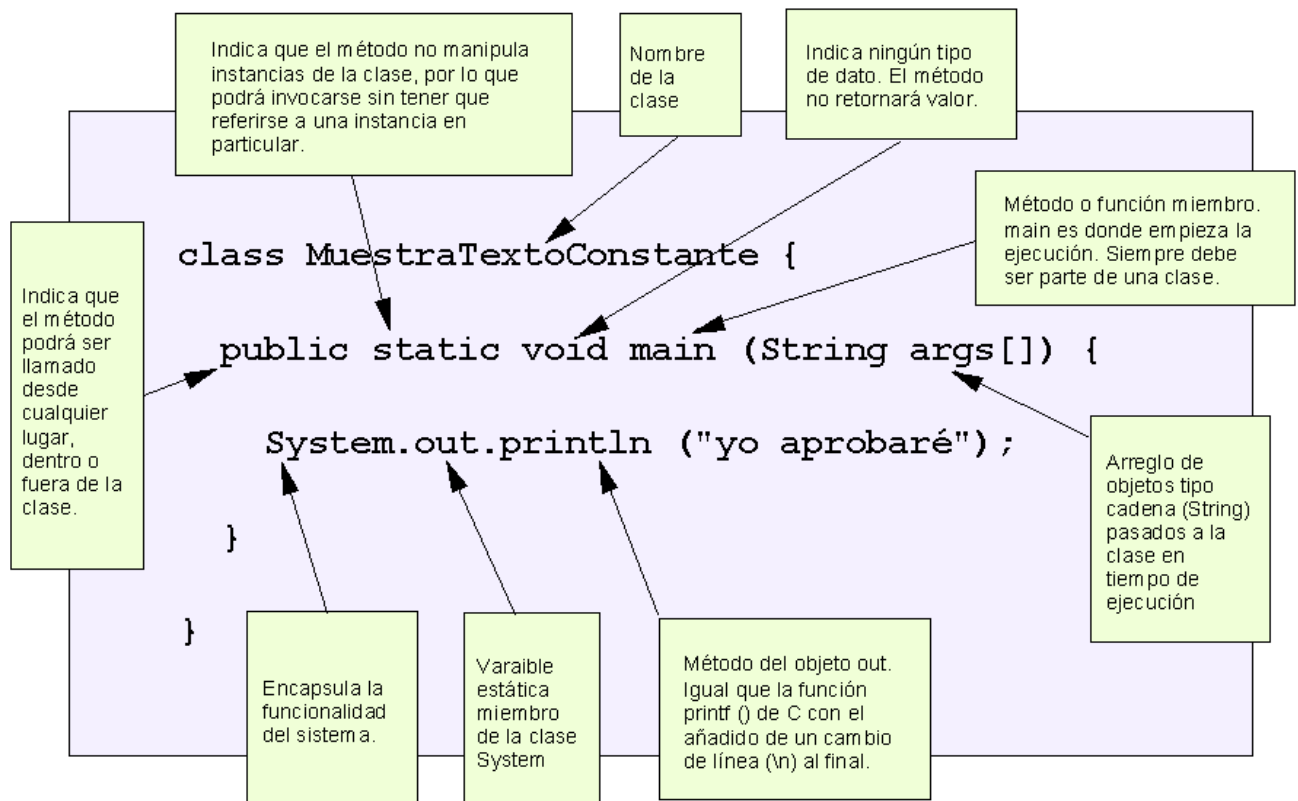 Indica que el método no manipula
instancias de la clase, por lo que
podrá invocarse sin tener que
referirse a una instancia en
particular.
Nombre
de la
clase
Indica ningún tipo
de dato. El método
no retornará valor.
Método o función miembro.
main es donde empieza la
ejecución. Siempre debe
ser parte de una clase.
class MuestraTextoConstante {
Indica que
el método
podrá ser
llamado
desde
cualquier
lugar,
dentro o
fuera de la
clase.
public static void main (String args[]) {
System.out.println ("yo aprobaré");
}
}
Arreglo de
objetos tipo
cadena (String)
pasados a la
clase en
tiempo de
ejecución
Encapsula la
funcionalidad
del sistema.
Varaible
estática
miembro
de la clase
System
Método del objeto out.
Igual que la función
printf () de C con el
añadido de un cambio
de línea (\n) al final.